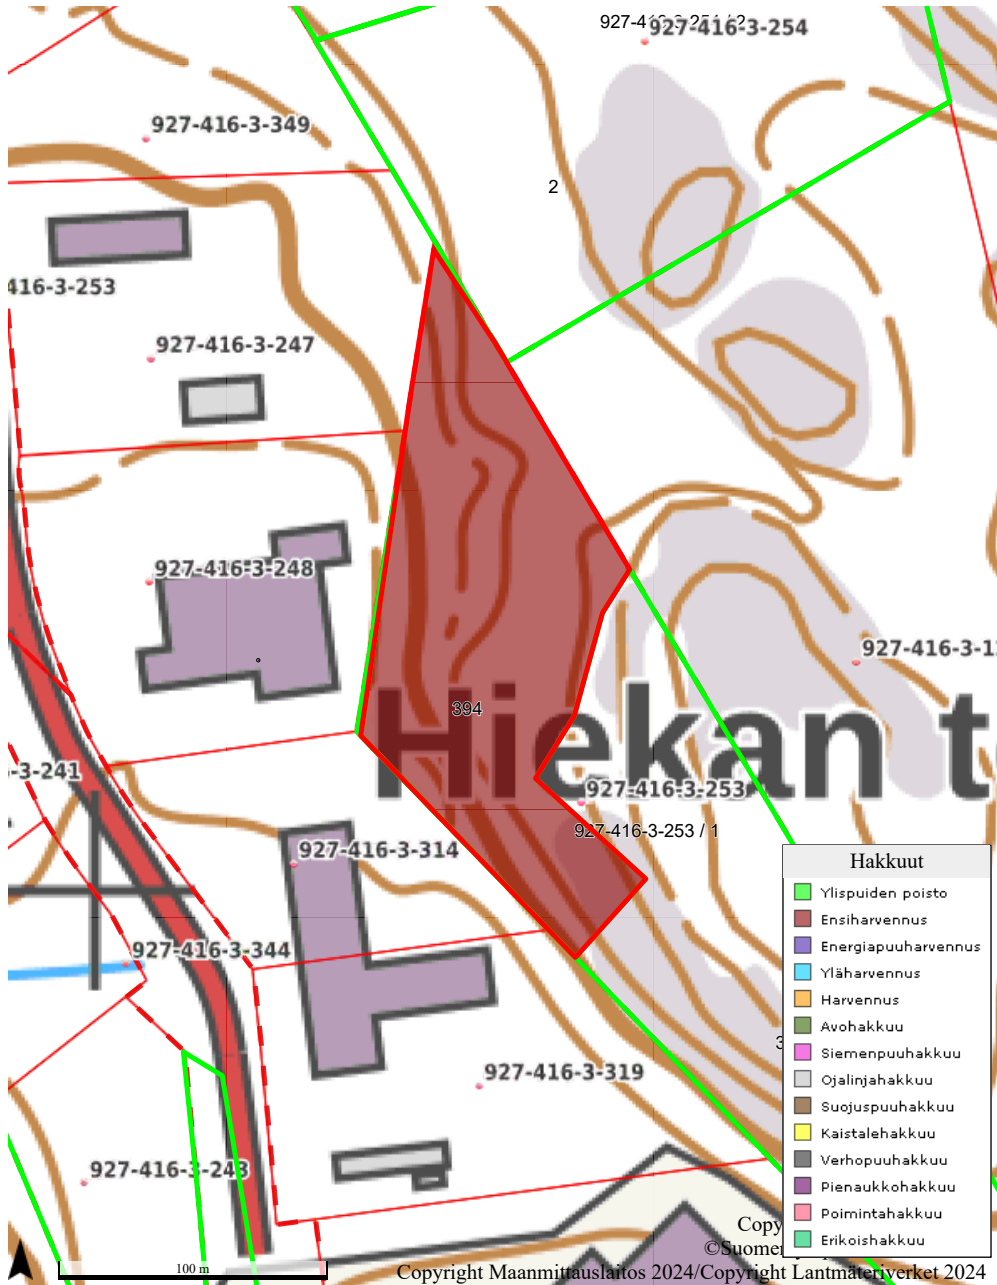 927-416-3-254
927-416-3-349
2
416-3-253
927-416-3-247
927-416-3-248
927-416-3-1
394
Hiekan t
-3-241
927-416-3-253
927-416-3-253 / 1
927-416-3-314
Hakkuut
Ylispuiden poisto
Ensiharvennus
Energiapuuharvennus
Yläharvennus
Harvennus
Avohakkuu
Siemenpuuhakkuu
Ojalinjahakkuu
Suojuspuuhakkuu
Kaistalehakkuu
Verhopuuhakkuu
Pienaukkohakkuu
Poimintahakkuu
Erikoishakkuu
927-416-3-344
3
927-416-3-319
927-416-3-243
Copy
©Suomen
100 m
Copyright Maanmittauslaitos 2024/Copyright Lantmäteriverket 2024